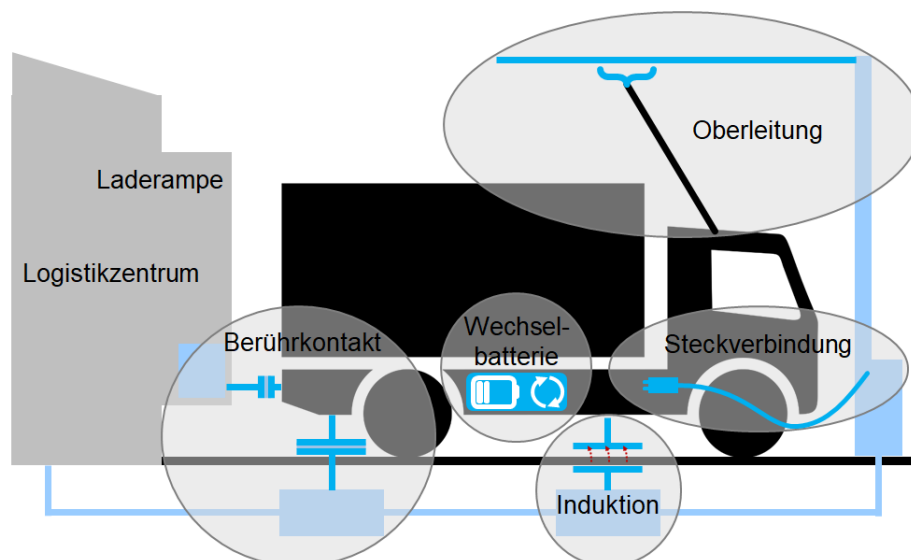 Oberleitung
Laderampe
Logistikzentrum
Berührkontakt
Wechsel-
batterie
Steckverbindung
Induktion